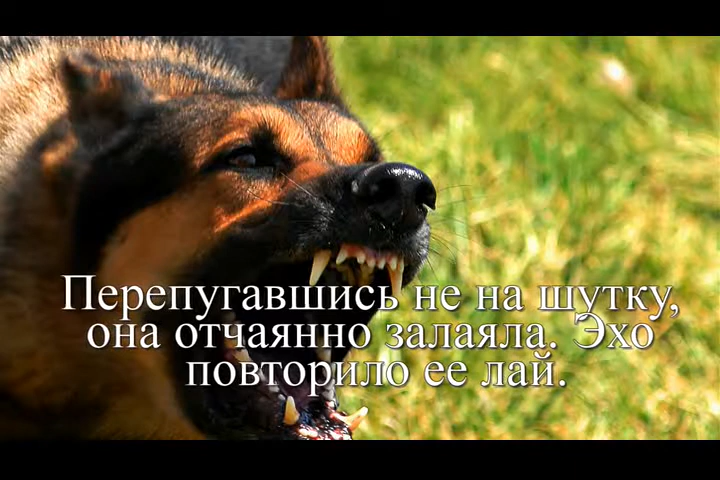 Перепугавшись не на шутку,
она отчаянно залаяла. Эхо
повторило ее лай.